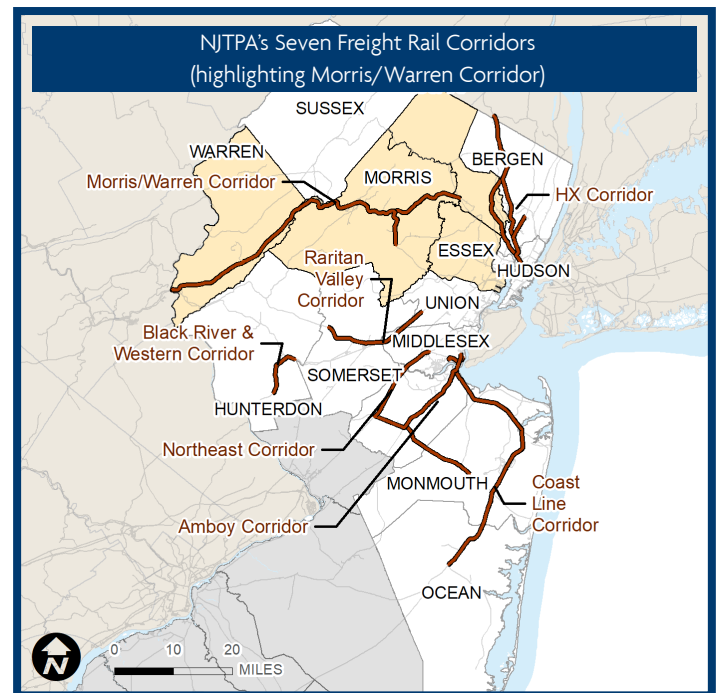 NJTPA's Seven Freight Rail Corridors
(highlighting Morris/Warren Corridor)
SUSSEX
WARREN
BERGEN
Morris/Warren Corridor
MORRIS
HX Corridor
ESSEX
Raritan
Valley
Corridor
HUDSON
UNION
Black River &
Western Corridor
MIDDLESEX
SOMERSET
HUNTERDON
Northeast Corridor
MONMOUTH
Coast
Line
Corridor
Amboy Corridor
OCEAN
N
0 10 20
MILES